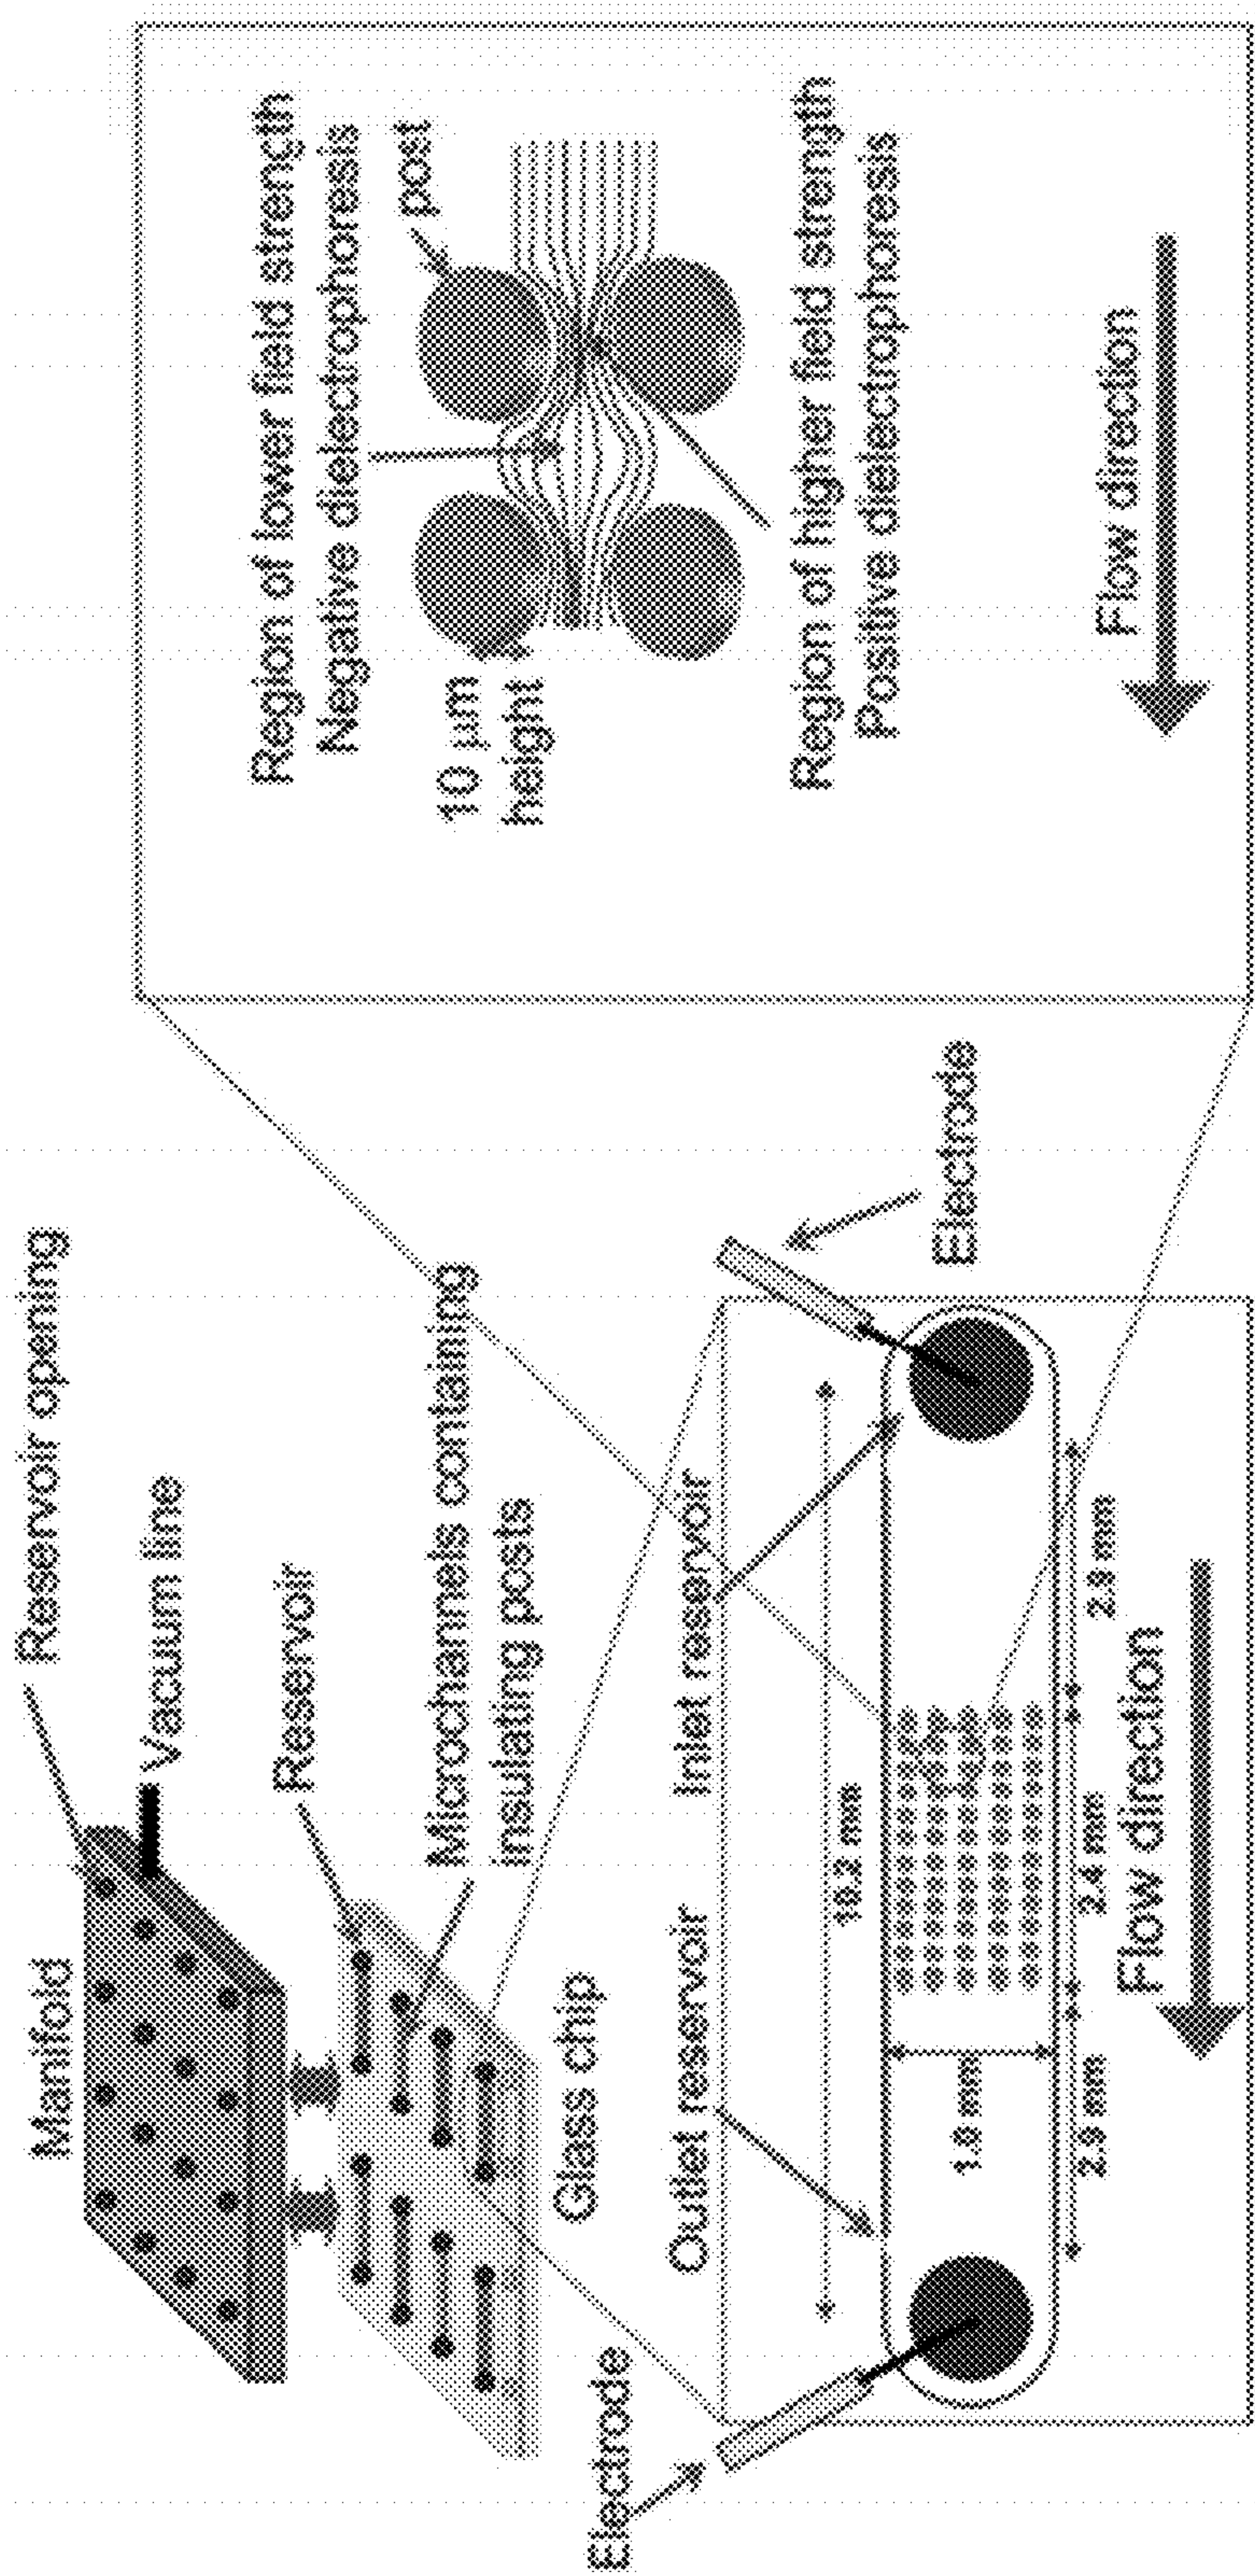 Manifold
Reservoir opening
Vacuum line
Reservoir
Microchannels containing
insulating posts
Glass chip
Electrode
Outlet reservoir
Inlet reservoir
Electrode
10.2 mm
1.0 mm
2.9 mm
2.4 mm
2.9 mm
Flow direction
Region of lower field strength
Negative dielectrophoresis
post
10 µm
height
Region of higher field strength
Positive dielectrophoresis
Flow direction